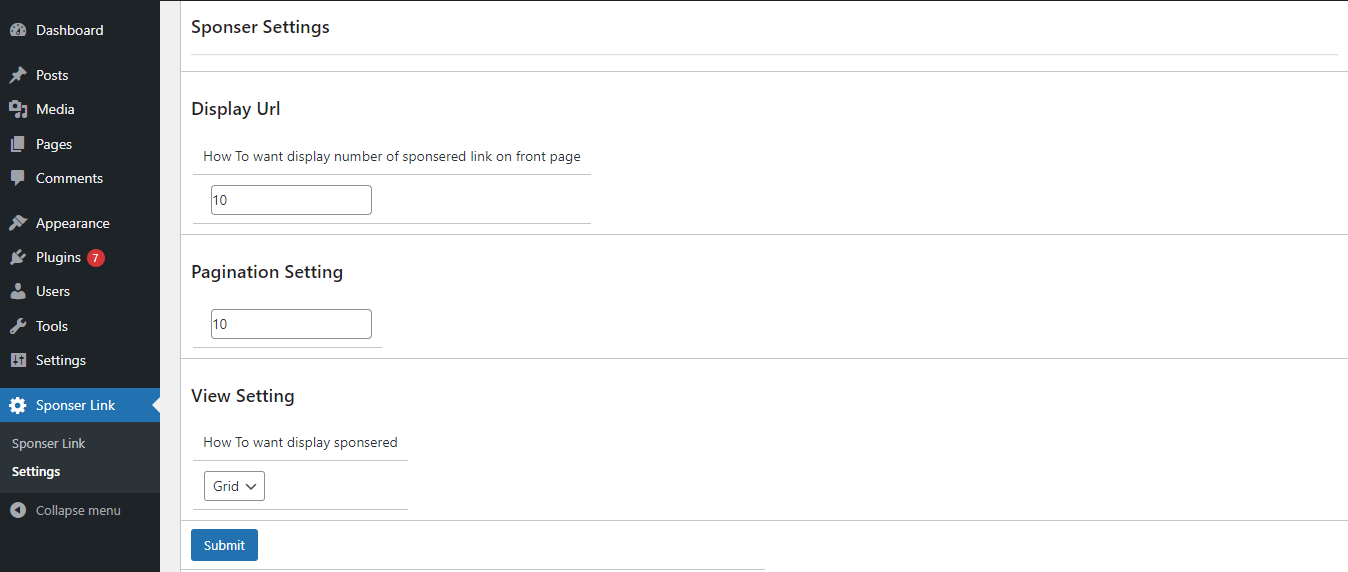 Dashboard
Posts
Media
Pages
Comments
Appearance
Plugins 7
Users
Tools
Settings
Sponser Link
Sponser Link
Settings
Collapse menu
Sponser Settings
Display Url
How To want display number of sponsered link on front page
10
Pagination Setting
10
View Setting
How To want display sponsered
Grid
Submit